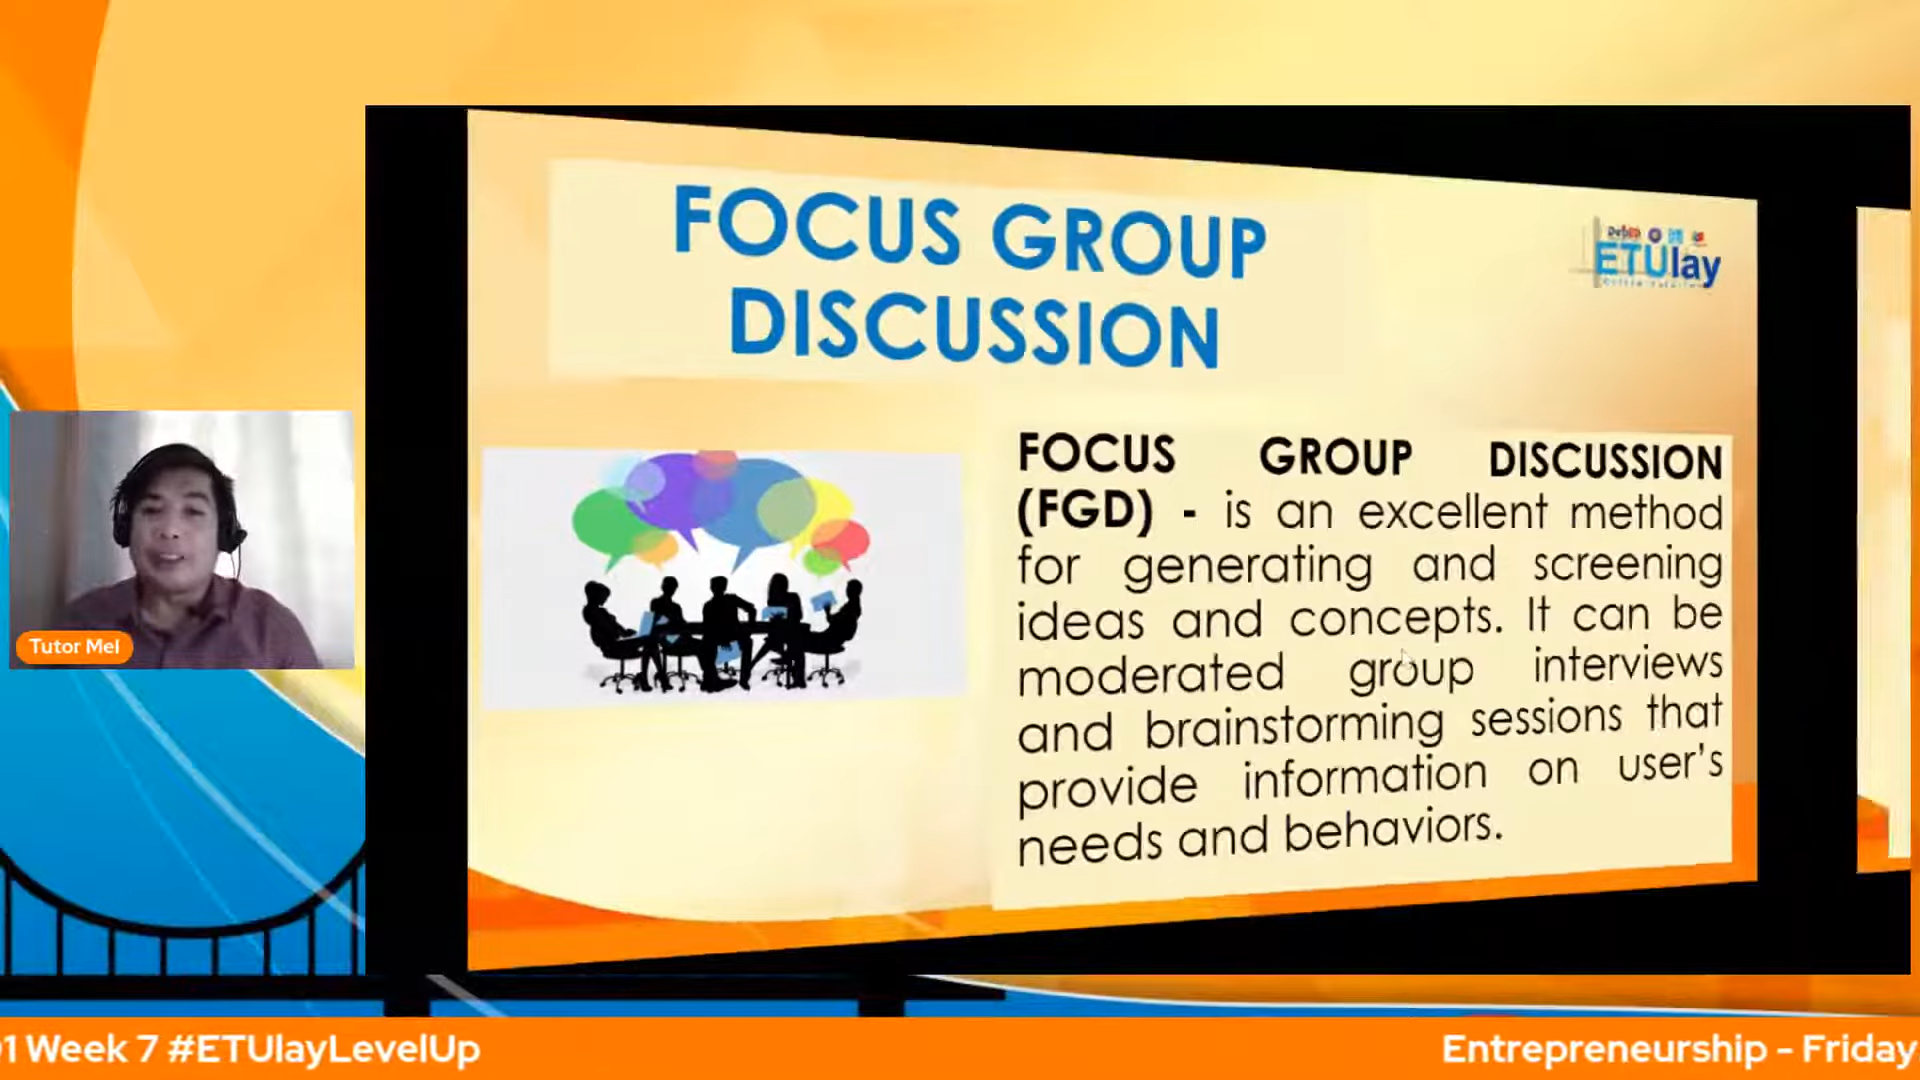 FOCUS GROUP
DISCUSSION
DepEd
ETUlay
FOCUS GROUP DISCUSSION
(FGD) - is an excellent method
for generating and screening
ideas and concepts. It can be
moderated group interviews
and brainstorming sessions that
provide information on user's
needs and behaviors.
Tutor Mel
1 Week 7 #ETUlayLevelUp
Entrepreneurship - Friday